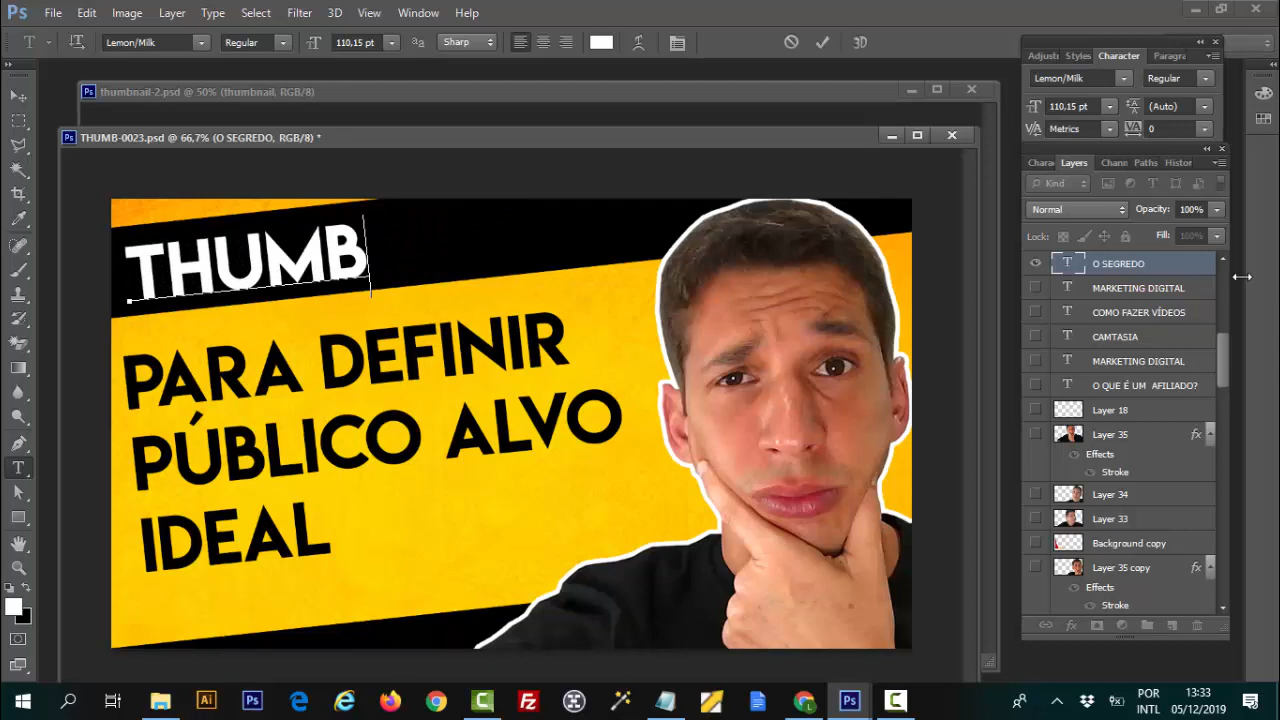 Ps File Edit Image Layer Type Select Filter 3D View Window Help
T Lemon/Milk Regular 110,15 pt Sharp 3D
Styles Character
Lemon/Milk Regular
110,15 pt (Auto)
Metrics 0
thumbnail-2.psd @ 50% (thumbnail, RGB/8)
THUMB-0023.psd @ 66,7% (O SEGREDO, RGB/8) *
Layers Paths Histor
Kind
Normal Opacity: 100%
Lock: Fill: 100%
O SEGREDO
MARKETING DIGITAL
COMO FAZER VÍDEOS
CAMTASIA
MARKETING DIGITAL
O QUE É UM AFILIADO?
Layer 18
Layer 35 fx
Effects
Stroke
Layer 34
Layer 33
Background copy
Layer 35 copy fx
Effects
Stroke
THUMB
PARA DEFINIR
PÚBLICO ALVO
IDEAL
POR
INTL
13:33
05/12/2019